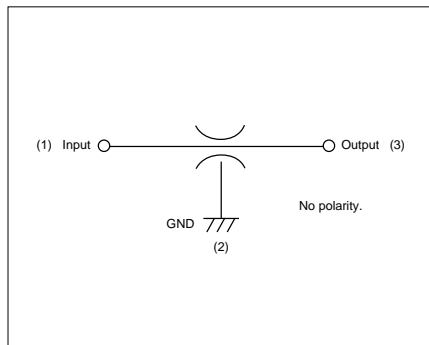 (1) Input Output (3)
No polarity.
GND
(2)